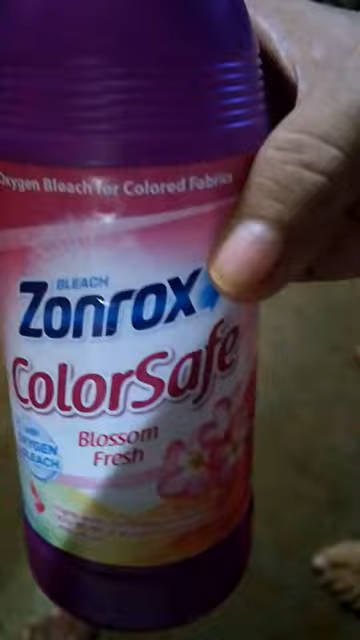 Oxygen Bleach for Colored Fabrics
BLEACH
Zonrox
ColorSafe
Blossom
Fresh
OXYGEN
BLEACH